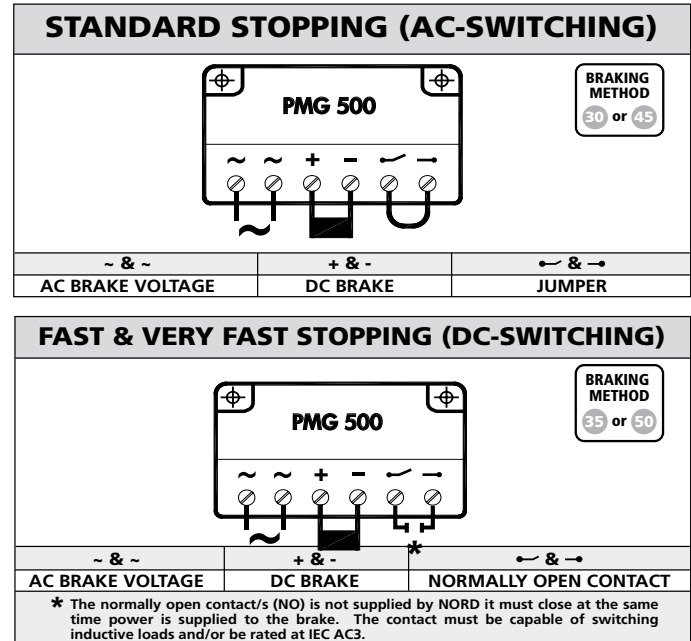 STANDARD STOPPING (AC-SWITCHING)
BRAKING
METHOD
30 or 45
PMG 500
~ ~ + -
~
~ & ~ + & - &
AC BRAKE VOLTAGE DC BRAKE JUMPER
FAST & VERY FAST STOPPING (DC-SWITCHING)
BRAKING
METHOD
35 or 50
PMG 500
~ ~ + -
~
*
~ & ~ + & - &
AC BRAKE VOLTAGE DC BRAKE NORMALLY OPEN CONTACT
* The normally open contact/s (NO) is not supplied by NORD it must close at the same
time power is supplied to the brake. The contact must be capable of switching
inductive loads and/or be rated at IEC AC3.